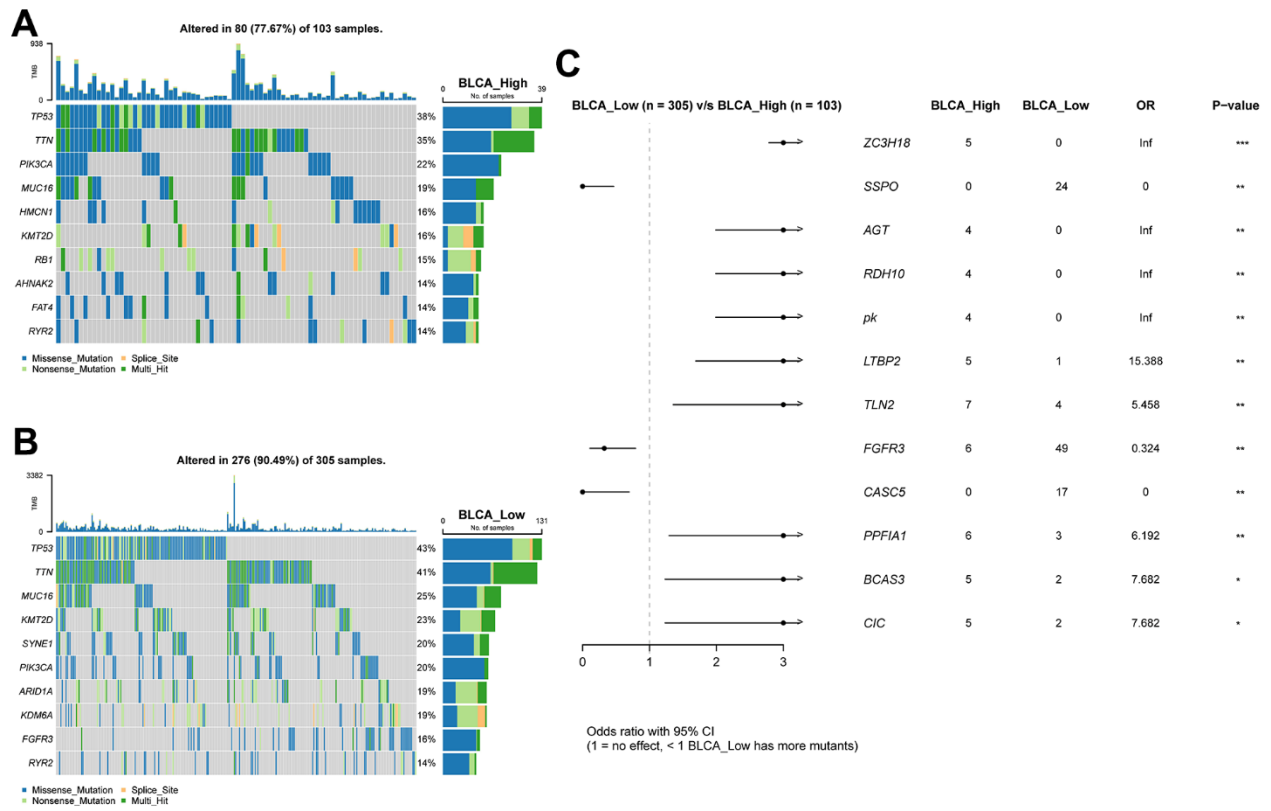 A
Altered in 80 (77.67%) of 103 samples.
938
TMB
0
BLCA_High
No. of samples
0 39
TP53 38%
TTN 35%
PIK3CA 22%
MUC16 19%
HMCN1 16%
KMT2D 16%
RB1 15%
AHNAK2 14%
FAT4 14%
RYR2 14%
Missense_Mutation Splice_Site
Nonsense_Mutation Multi_Hit
B
Altered in 276 (90.49%) of 305 samples.
3382
TMB
0
BLCA_Low
No. of samples
0 131
TP53 43%
TTN 41%
MUC16 25%
KMT2D 23%
SYNE1 20%
PIK3CA 20%
ARID1A 19%
KDM6A 19%
FGFR3 16%
RYR2 14%
Missense_Mutation Splice_Site
Nonsense_Mutation Multi_Hit
C
BLCA_Low (n = 305) v/s BLCA_High (n = 103) BLCA_High BLCA_Low OR P−value
ZC3H18 5 0 Inf ***
SSPO 0 24 0 **
AGT 4 0 Inf **
RDH10 4 0 Inf **
pk 4 0 Inf **
LTBP2 5 1 15.388 **
TLN2 7 4 5.458 **
FGFR3 6 49 0.324 **
CASC5 0 17 0 **
PPFIA1 6 3 6.192 **
BCAS3 5 2 7.682 *
CIC 5 2 7.682 *
0 1 3
Odds ratio with 95% CI
(1 = no effect, < 1 BLCA_Low has more mutants)